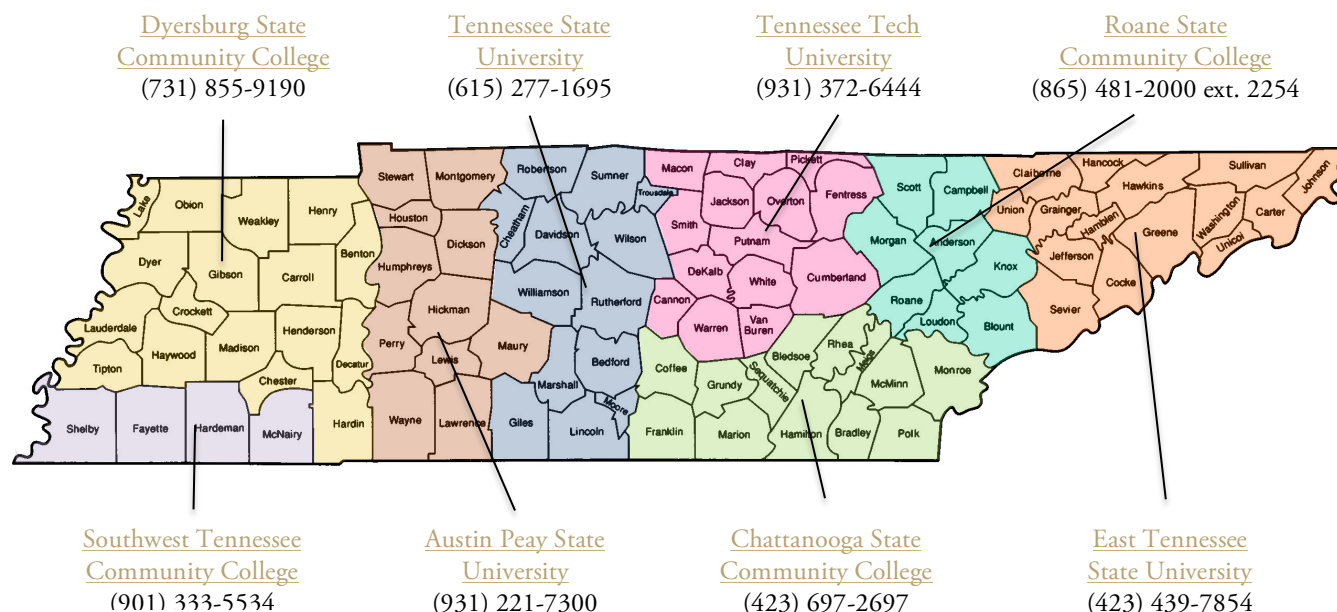 Dyersburg State
Community College
(731) 855-9190
Tennessee State
University
(615) 277-1695
Tennessee Tech
University
(931) 372-6444
Roane State
Community College
(865) 481-2000 ext. 2254
Lake
Obion
Weakley
Henry
Benton
Dyer
Gibson
Carroll
Crockett
Lauderdale
Haywood
Madison
Henderson
Decatur
Tipton
Chester
Hardin
Shelby
Fayette
Hardeman
McNairy
Stewart
Montgomery
Houston
Dickson
Humphreys
Hickman
Perry
Lewis
Maury
Wayne
Lawrence
Robertson
Sumner
Trousdale
Cheatham
Davidson
Wilson
Williamson
Rutherford
Bedford
Marshall
Moore
Giles
Lincoln
Macon
Clay
Pickett
Jackson
Overton
Fentress
Smith
Putnam
DeKalb
White
Cumberland
Cannon
Warren
Van
Buren
Coffee
Grundy
Sequatchie
Bledsoe
Rhea
Meigs
McMinn
Monroe
Franklin
Marion
Hamilton
Bradley
Polk
Scott
Campbell
Morgan
Anderson
Knox
Roane
Loudon
Blount
Claiborne
Hancock
Hawkins
Sullivan
Johnson
Union
Grainger
Hamblen
Greene
Washington
Carter
Unicoi
Jefferson
Cocke
Sevier
Southwest Tennessee
Community College
(901) 333-5534
Austin Peay State
University
(931) 221-7300
Chattanooga State
Community College
(423) 697-2697
East Tennessee
State University
(423) 439-7854